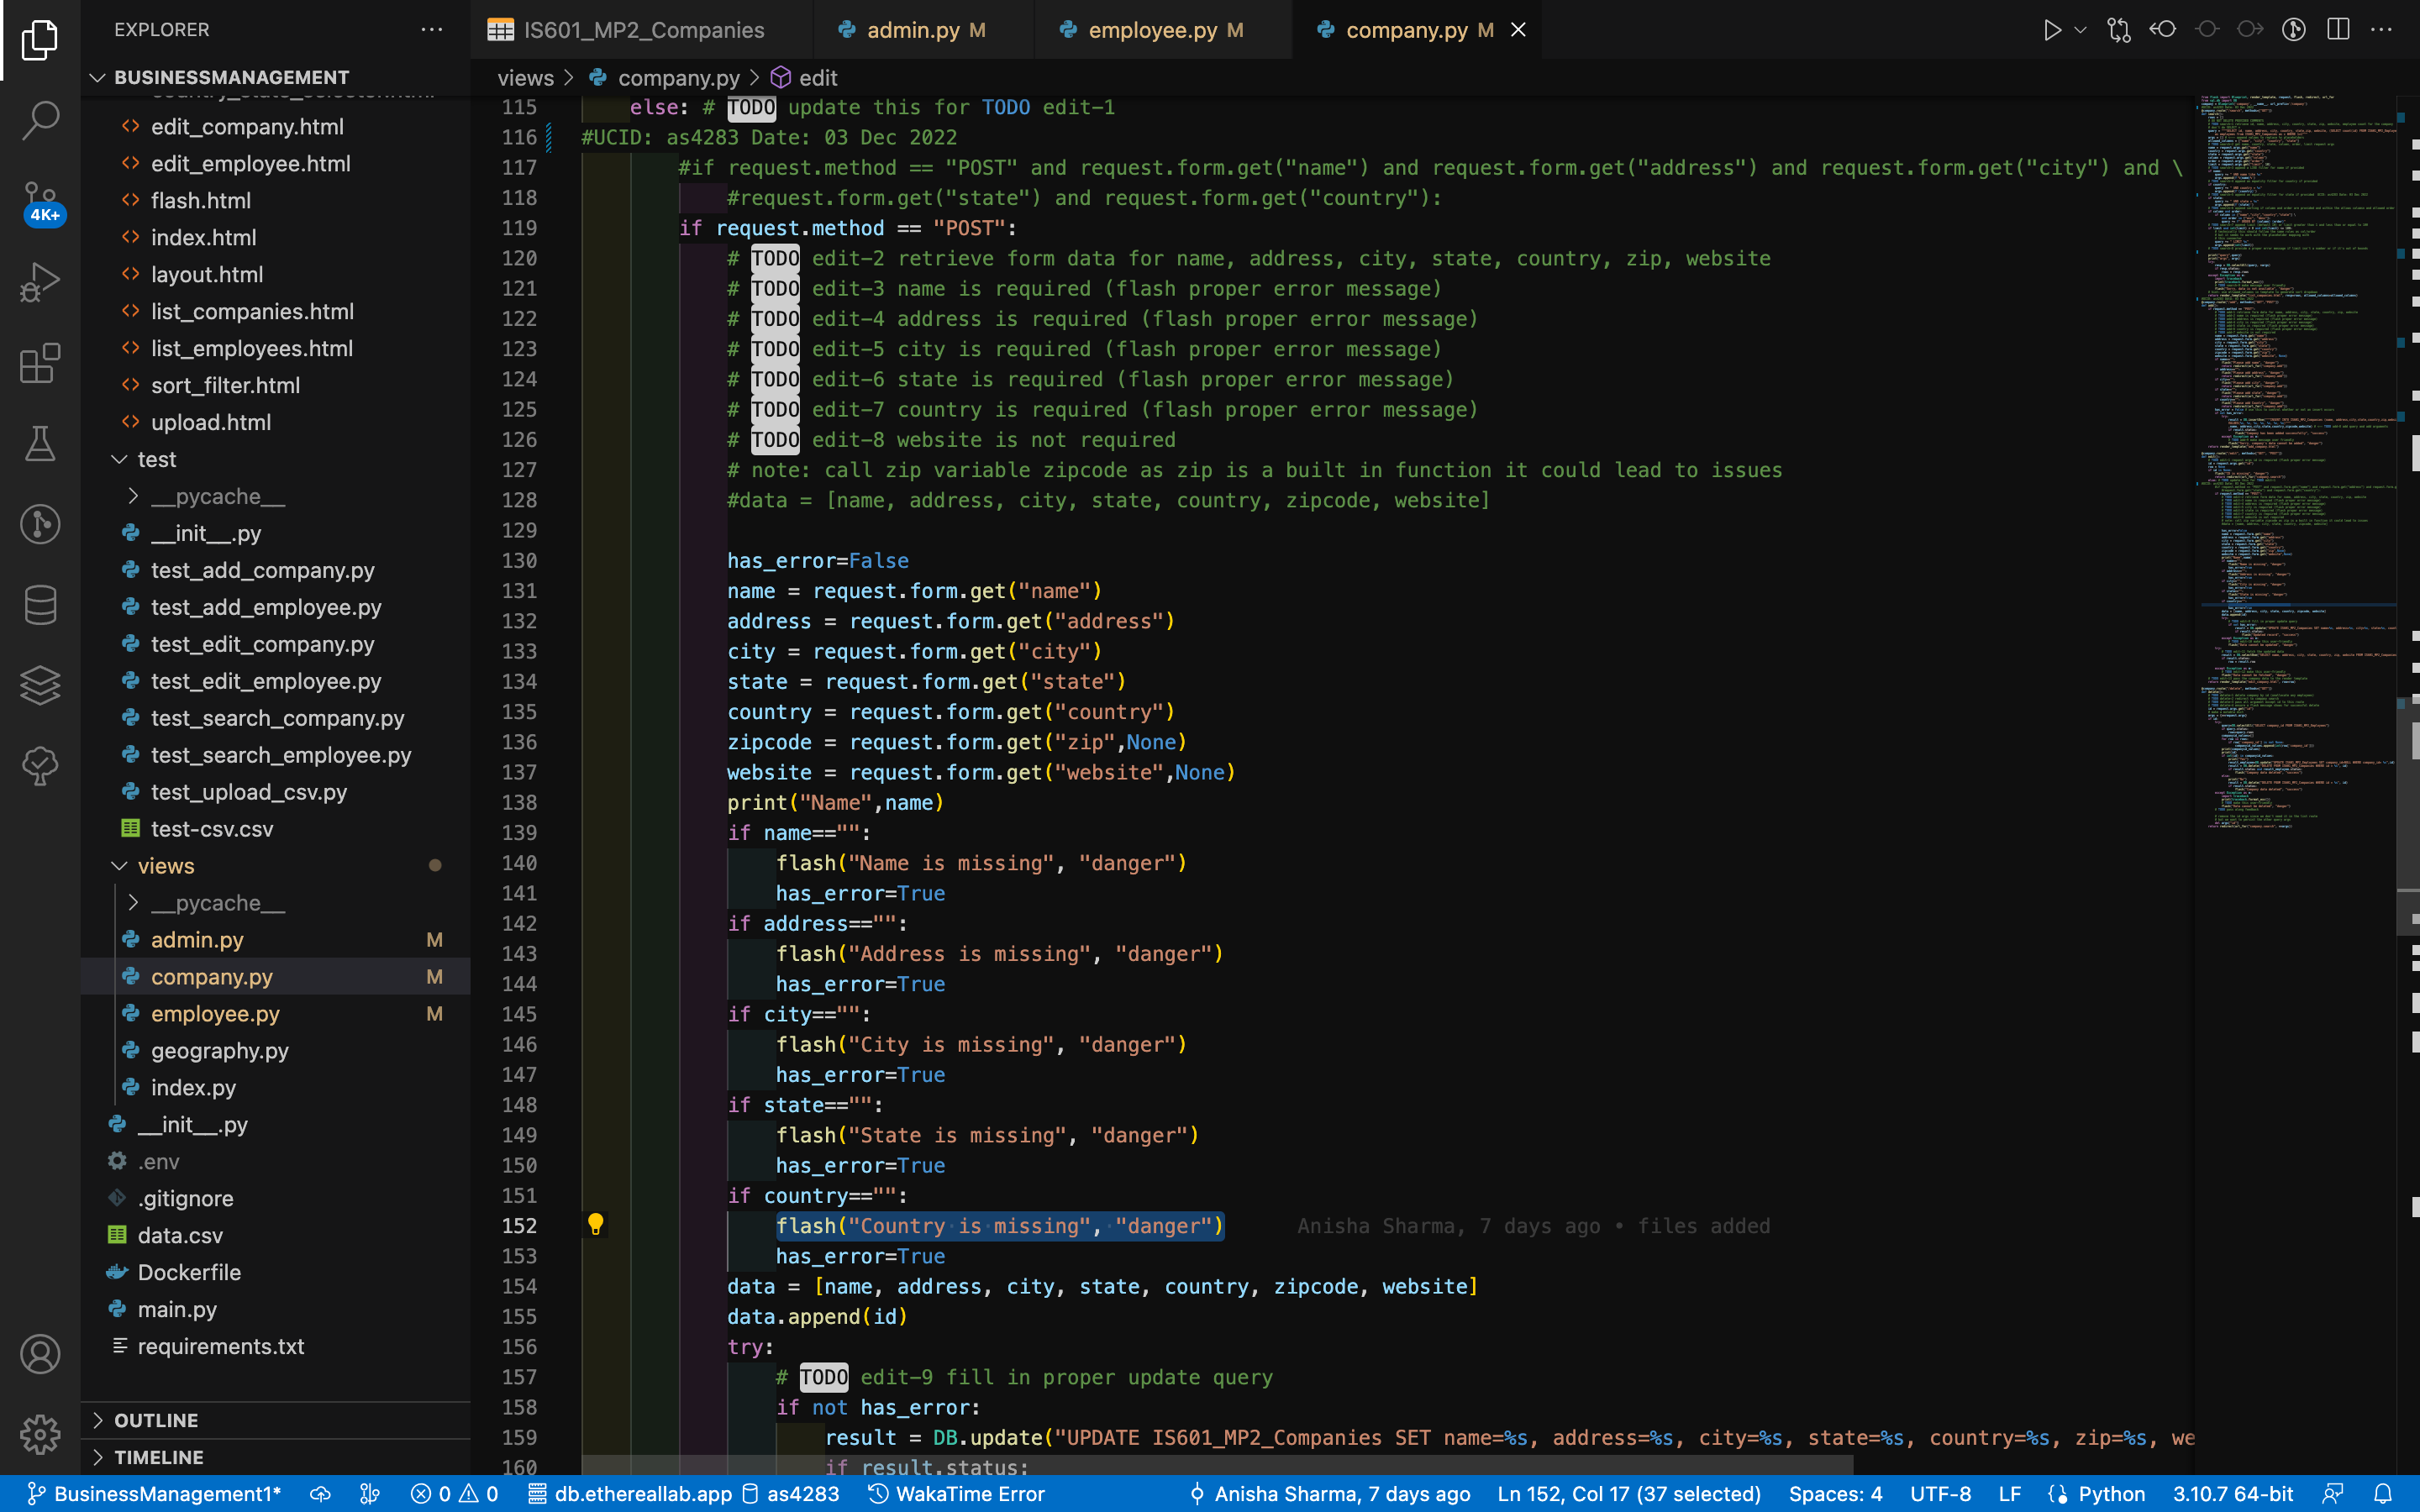 EXPLORER
BUSINESSMANAGEMENT
edit_company.html
edit_employee.html
flash.html
index.html
layout.html
list_companies.html
list_employees.html
sort_filter.html
upload.html
test
__pycache__
__init__.py
test_add_company.py
test_add_employee.py
test_edit_company.py
test_edit_employee.py
test_search_company.py
test_search_employee.py
test_upload_csv.py
test-csv.csv
views
__pycache__
admin.py M
company.py M
employee.py M
geography.py
index.py
__init__.py
.env
.gitignore
data.csv
Dockerfile
main.py
requirements.txt
OUTLINE
TIMELINE
4K+
IS601_MP2_Companies
admin.py M
employee.py M
company.py M
views > company.py > edit
115 else: # TODO update this for TODO edit-1
116 #UCID: as4283 Date: 03 Dec 2022
117 #if request.method == "POST" and request.form.get("name") and request.form.get("address") and request.form.get("city") and \
118 #request.form.get("state") and request.form.get("country"):
119 if request.method == "POST":
120 # TODO edit-2 retrieve form data for name, address, city, state, country, zip, website
121 # TODO edit-3 name is required (flash proper error message)
122 # TODO edit-4 address is required (flash proper error message)
123 # TODO edit-5 city is required (flash proper error message)
124 # TODO edit-6 state is required (flash proper error message)
125 # TODO edit-7 country is required (flash proper error message)
126 # TODO edit-8 website is not required
127 # note: call zip variable zipcode as zip is a built in function it could lead to issues
128 #data = [name, address, city, state, country, zipcode, website]
129
130 has_error=False
131 name = request.form.get("name")
132 address = request.form.get("address")
133 city = request.form.get("city")
134 state = request.form.get("state")
135 country = request.form.get("country")
136 zipcode = request.form.get("zip",None)
137 website = request.form.get("website",None)
138 print("Name",name)
139 if name=="":
140 flash("Name is missing", "danger")
141 has_error=True
142 if address=="":
143 flash("Address is missing", "danger")
144 has_error=True
145 if city=="":
146 flash("City is missing", "danger")
147 has_error=True
148 if state=="":
149 flash("State is missing", "danger")
150 has_error=True
151 if country=="":
152 flash("Country is missing", "danger") Anisha Sharma, 7 days ago • files added
153 has_error=True
154 data = [name, address, city, state, country, zipcode, website]
155 data.append(id)
156 try:
157 # TODO edit-9 fill in proper update query
158 if not has_error:
159 result = DB.update("UPDATE IS601_MP2_Companies SET name=%s, address=%s, city=%s, state=%s, country=%s, zip=%s, we
160 if result.status:
BusinessManagement1* 0 0 db.ethereallab.app as4283 WakaTime Error Anisha Sharma, 7 days ago Ln 152, Col 17 (37 selected) Spaces: 4 UTF-8 LF Python 3.10.7 64-bit